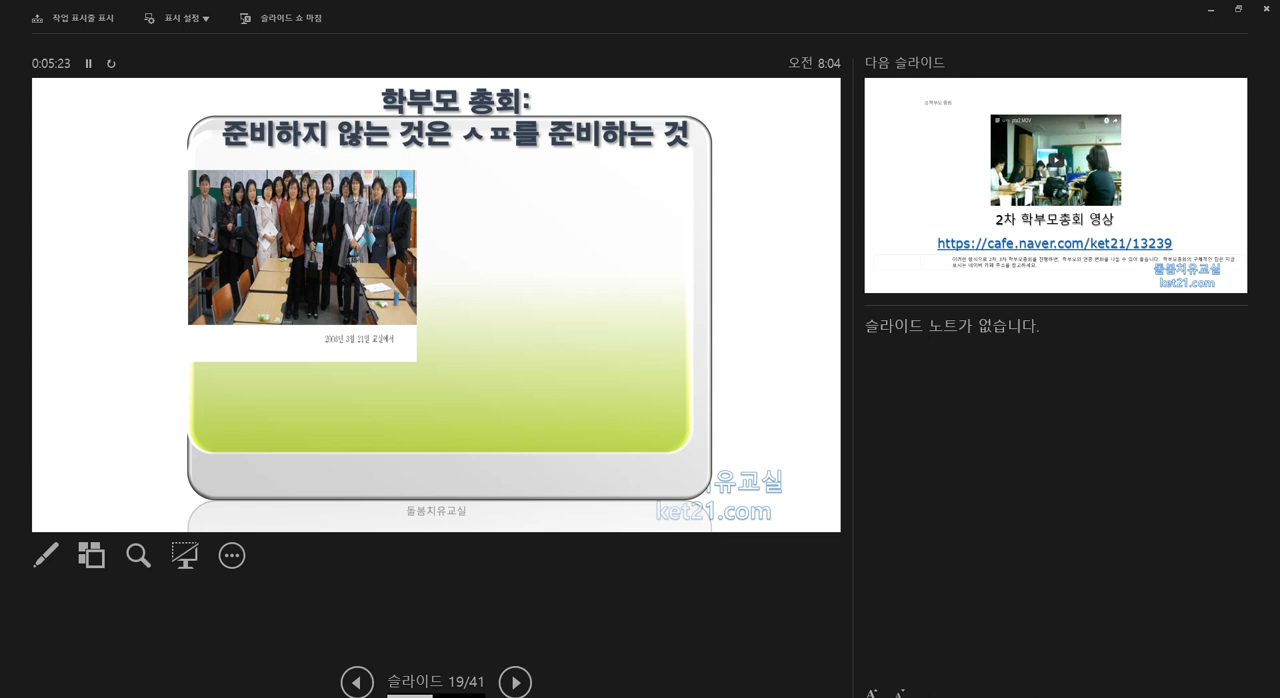 작업 표시줄 표시
표시 설정 ▼
슬라이드 쇼 마침
0:05:23
오전 8:04
학부모 총회:
준비하지 않는 것은 ㅅㅍ를 준비하는 것
2008년 3월 21일 교실에서
유교실
ket21.com
돌봄치유교실
슬라이드 19/41
다음 슬라이드
2차 학부모총회 영상
https://cafe.naver.com/ket21/13239
돌봄치유교실
ket21.com
슬라이드 노트가 없습니다.